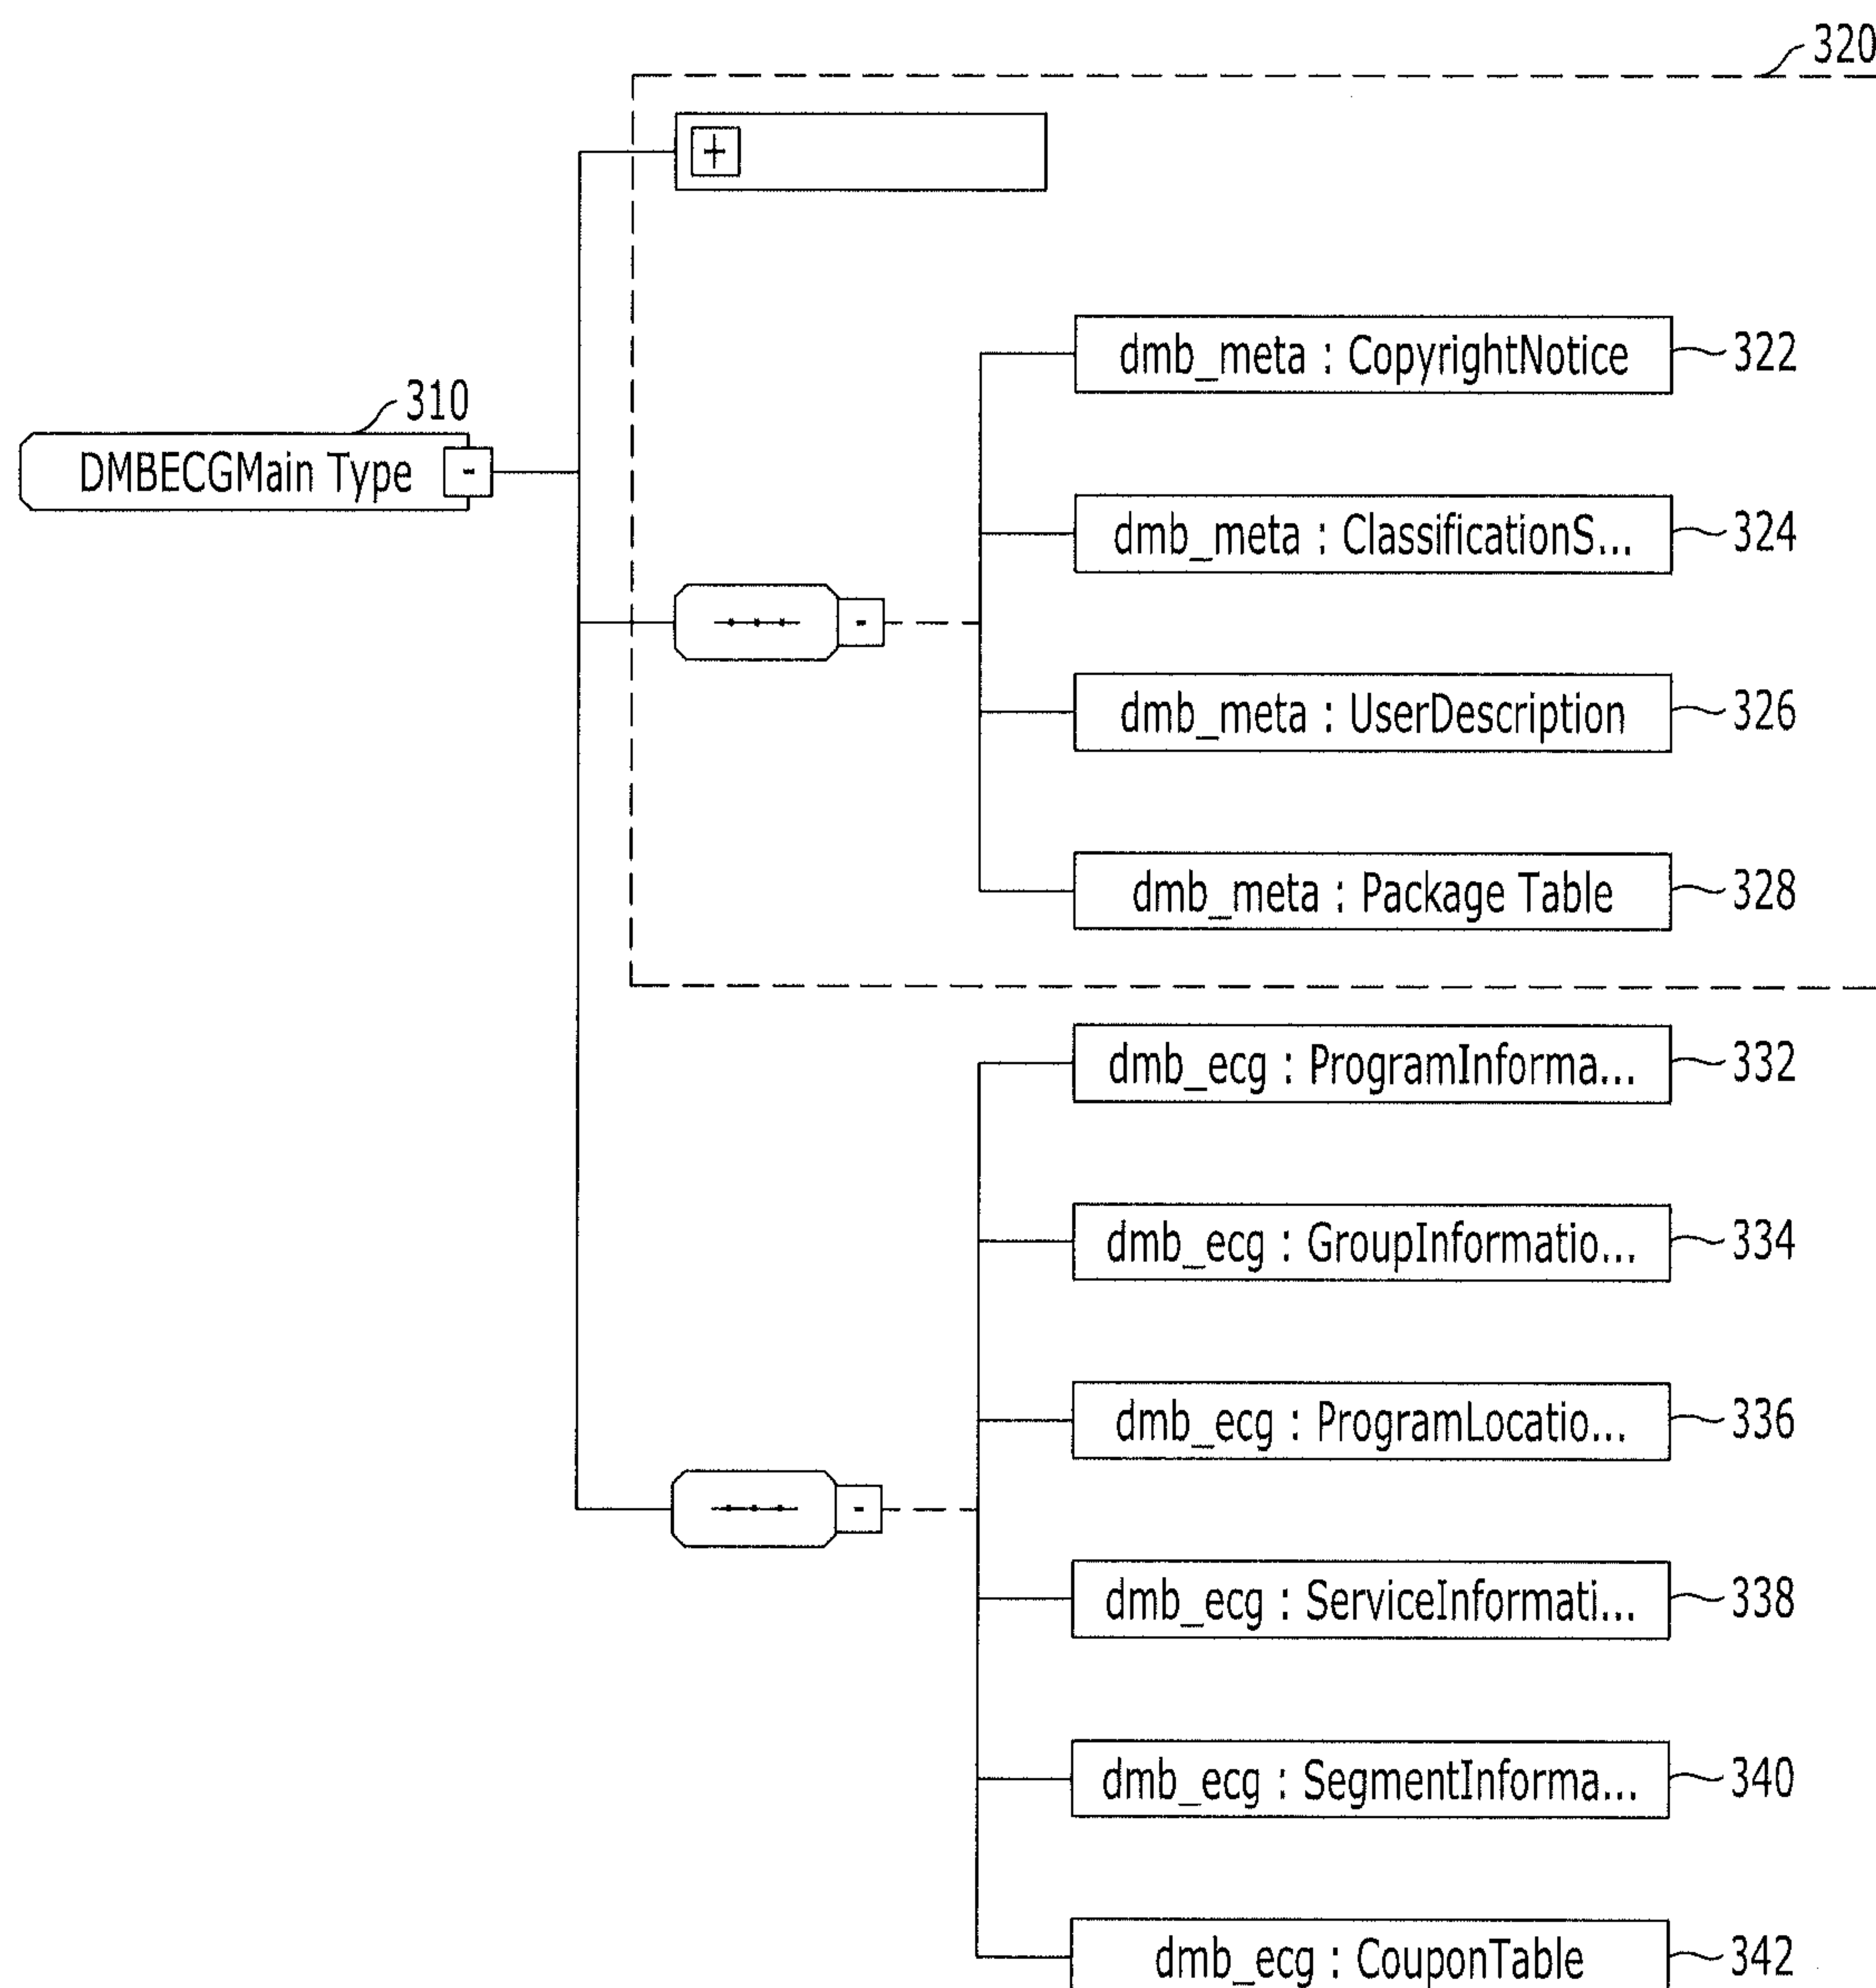 320
+
dmb_meta : CopyrightNotice 322
310
DMBECGMain Type -
dmb_meta : ClassificationS... 324
-
dmb_meta : UserDescription 326
dmb_meta : Package Table 328
dmb_ecg : ProgramInforma... 332
dmb_ecg : GroupInformatio... 334
dmb_ecg : ProgramLocatio... 336
-
dmb_ecg : ServiceInformati... 338
dmb_ecg : SegmentInforma... 340
dmb_ecg : CouponTable 342